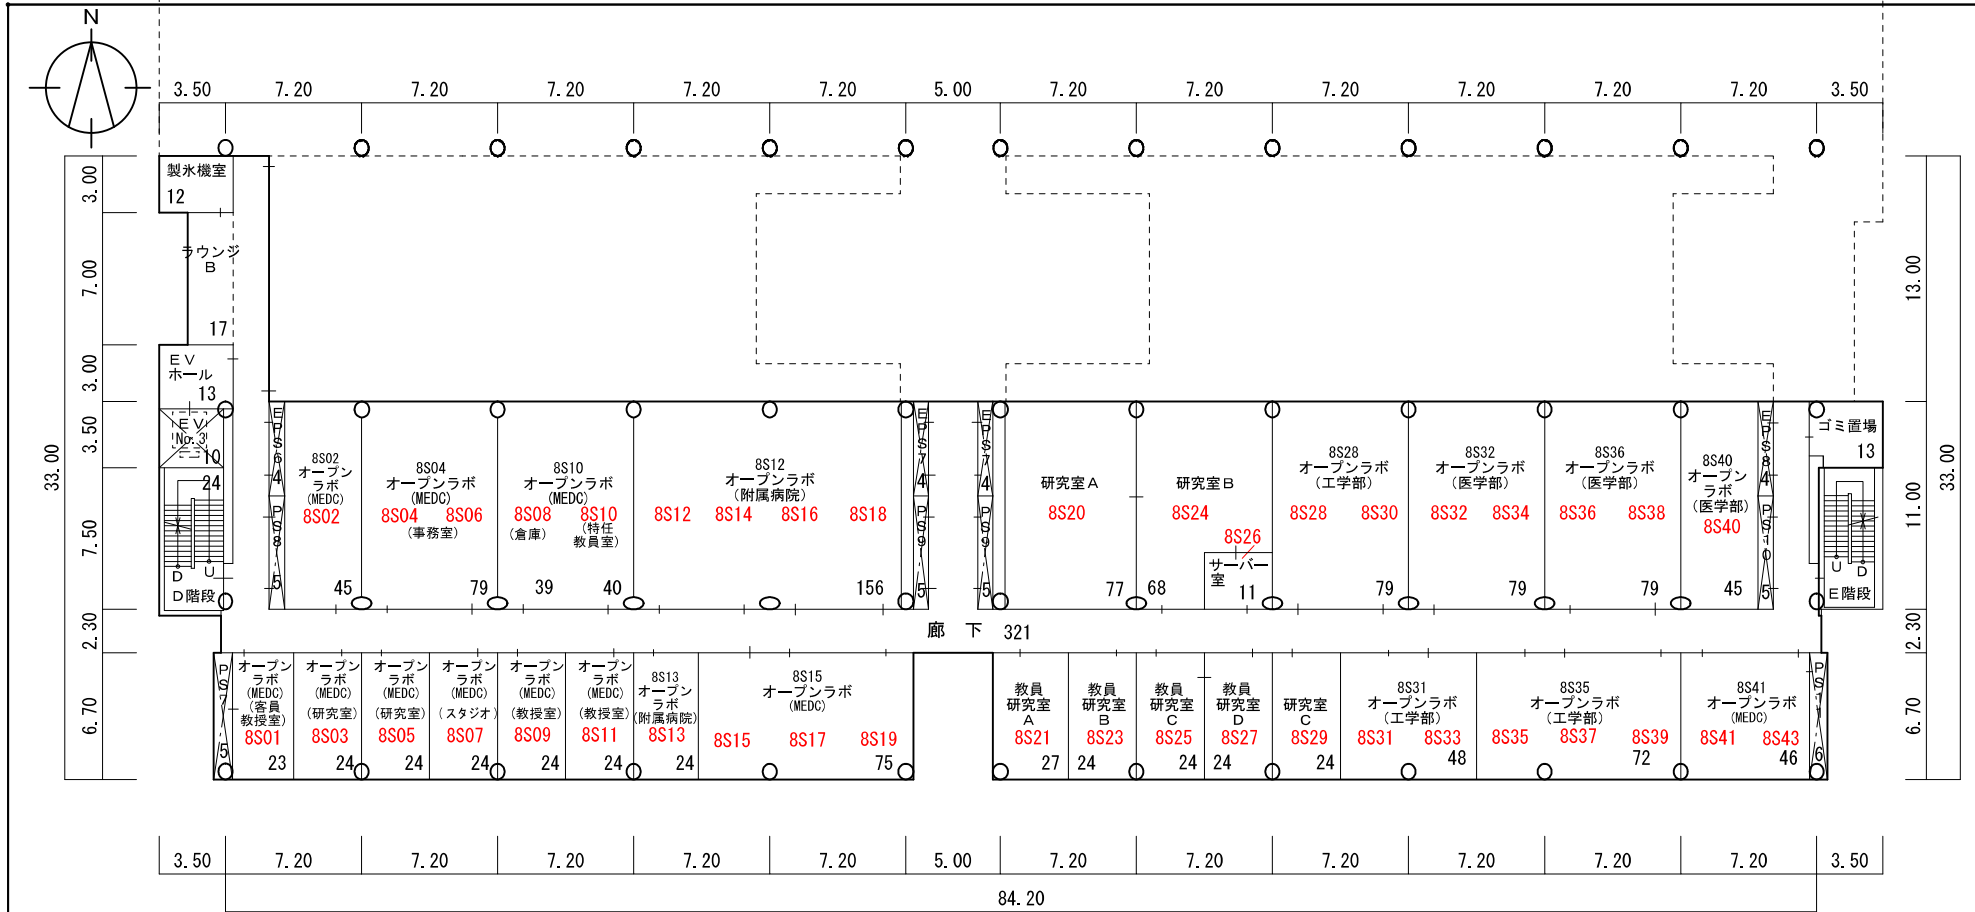 N
3.50 7.20 7.20 7.20 7.20 7.20 5.00 7.20 7.20 7.20 7.20 7.20 7.20 3.50
33.00
3.00
7.00
3.00
3.50
7.50
2.30
6.70
製氷機室
12
ラウンジ
B
17
EV
ホール
13
EV
No.3
10
24
D U
D階段
EPS6 4
PS8 5
8S02
オープン
ラボ
(MEDC)
8S02
45
8S04
オープンラボ
(MEDC)
8S04 8S06
(事務室)
79
8S10
オープンラボ
(MEDC)
8S08 8S10
(倉庫)
(特任
教員室)
39 40
8S12
オープンラボ
(附属病院)
8S12 8S14 8S16 8S18
156
EPS7 4
PS9 5
EPS7 4
PS9 5
研究室A
8S20
77
研究室B
8S24
68
8S26
サーバー
室
11
8S28
オープンラボ
(工学部)
8S28 8S30
79
8S32
オープンラボ
(医学部)
8S32 8S34
79
8S36
オープンラボ
(医学部)
8S36 8S38
79
8S40
オープン
ラボ
(医学部)
8S40
45
EPS8 4
PS10 5
ゴミ置場
13
U D
E階段
13.00
11.00
2.30
6.70
33.00
廊 下 321
PS7 5
オープン
ラボ
(MEDC)
(客員
教授室)
8S01
23
オープン
ラボ
(MEDC)
(研究室)
8S03
24
オープン
ラボ
(MEDC)
(研究室)
8S05
24
オープン
ラボ
(MEDC)
(スタジオ)
8S07
24
オープン
ラボ
(MEDC)
(教授室)
8S09
24
オープン
ラボ
(MEDC)
(教授室)
8S11
24
8S13
オープン
ラボ
(附属病院)
8S13
24
8S15
オープンラボ
(MEDC)
8S15 8S17 8S19
75
教員
研究室
A
8S21
27
教員
研究室
B
8S23
24
教員
研究室
C
8S25
24
教員
研究室
D
8S27
24
研究室
C
8S29
24
8S31
オープンラボ
(工学部)
8S31 8S33
48
8S35
オープンラボ
(工学部)
8S35 8S37 8S39
72
8S41
オープンラボ
(MEDC)
8S41 8S43
46
3.50 7.20 7.20 7.20 7.20 7.20 5.00 7.20 7.20 7.20 7.20 7.20 7.20 3.50
84.20